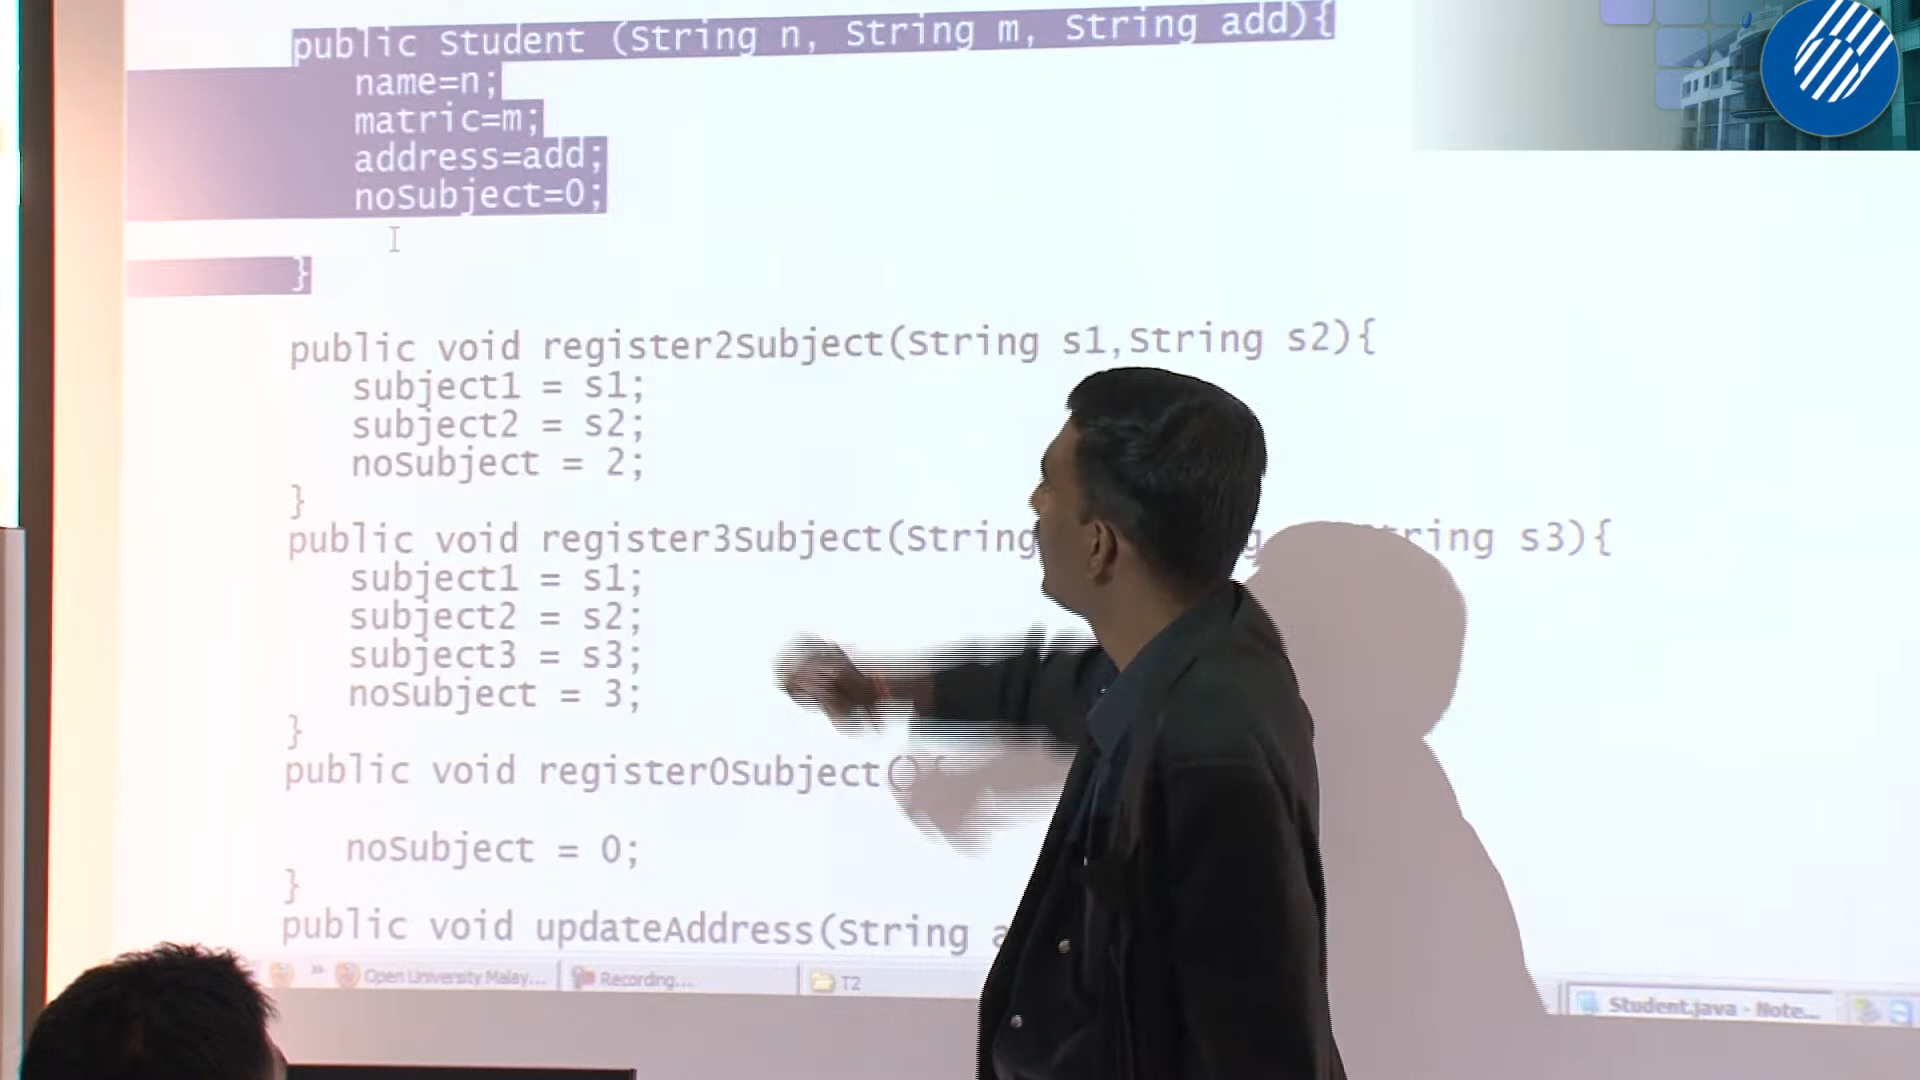 public Student (String n, String m, String add){
name=n;
matric=m;
address=add;
noSubject=0;
}
public void register2Subject(String s1,String s2){
subject1 = s1;
subject2 = s2;
noSubject = 2;
}
public void register3Subject(String s3){
subject1 = s1;
subject2 = s2;
subject3 = s3;
noSubject = 3;
}
public void register0Subject(){
noSubject = 0;
}
public void updateAddress(String
» Open University Malay... Recording... T2 Student.java - Note...